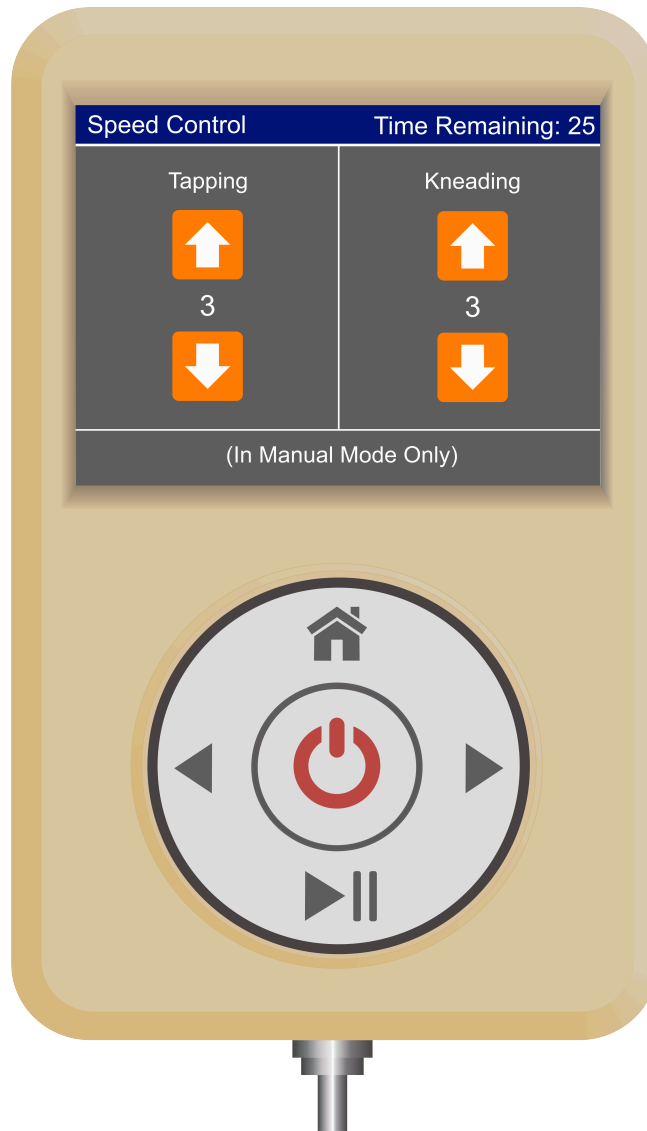 Speed Control Time Remaining: 25
Tapping Kneading
3 3
(In Manual Mode Only)